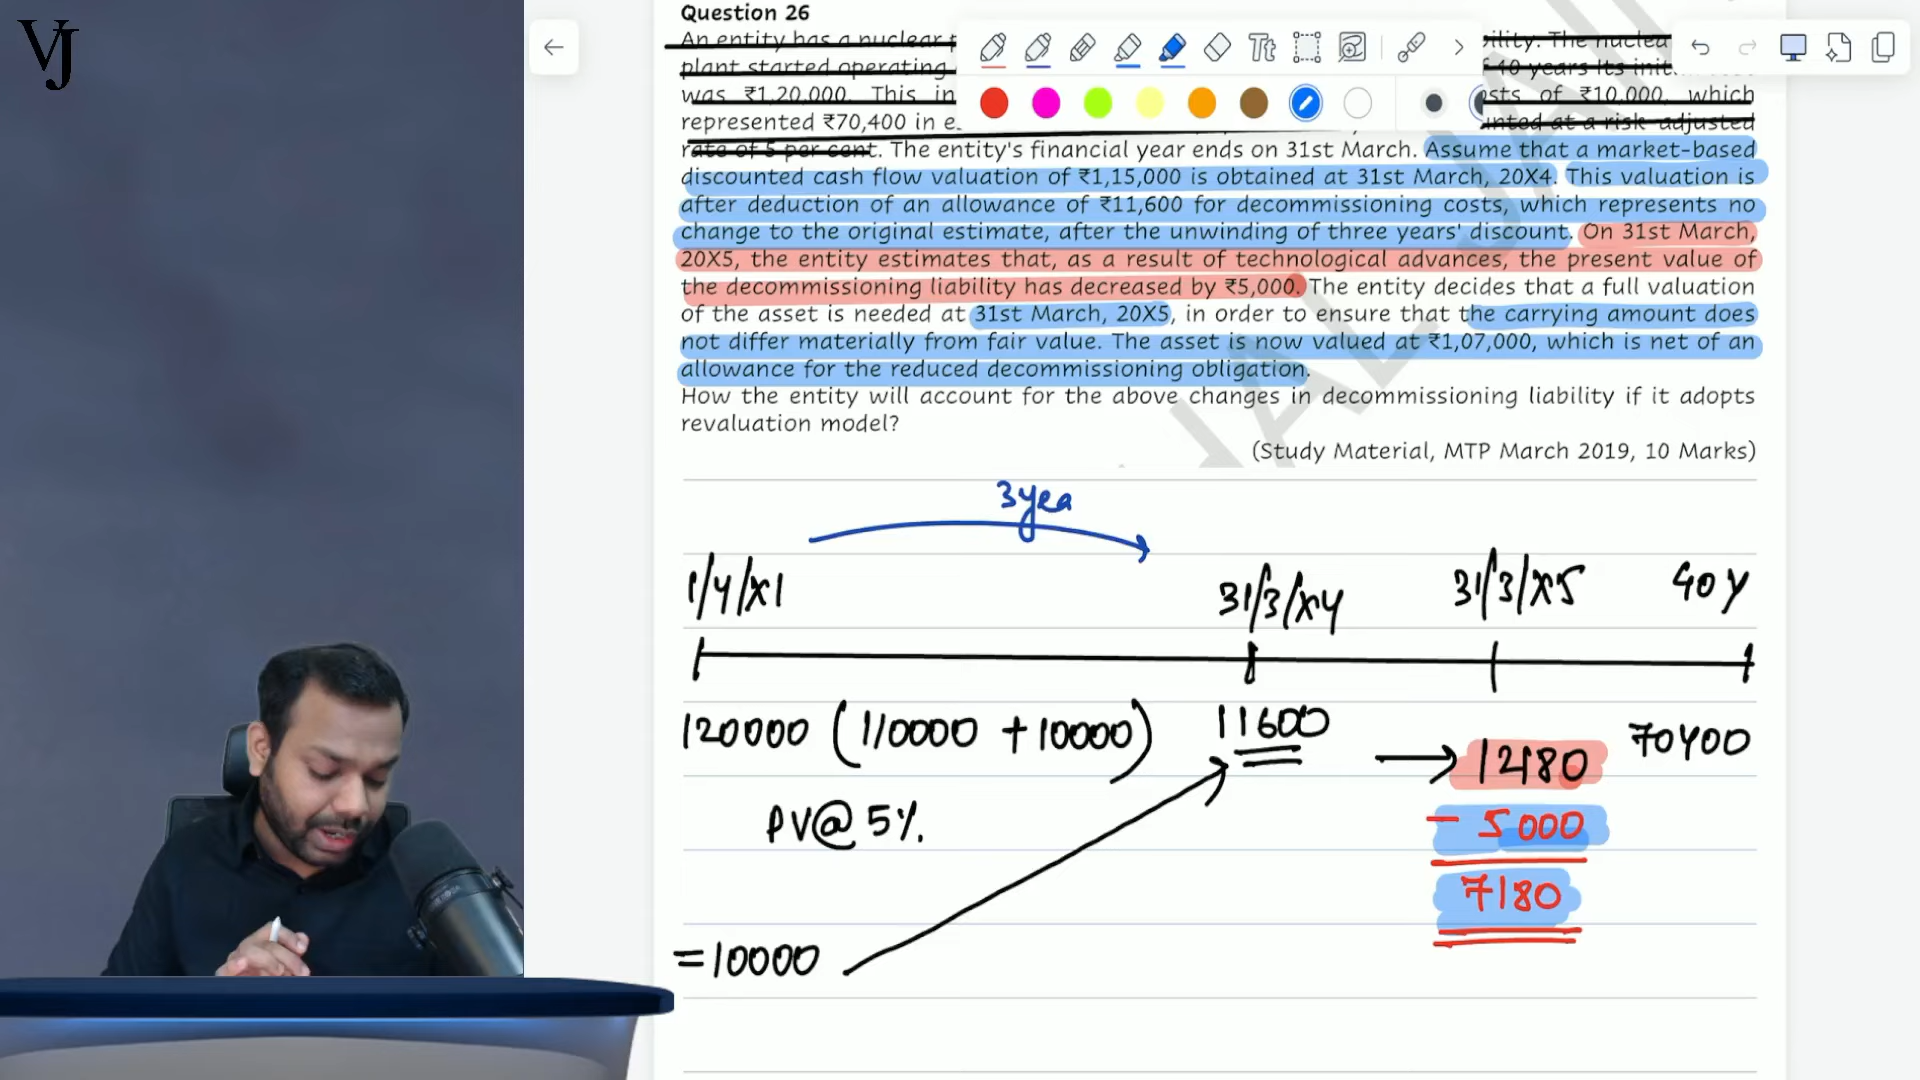 VJ
Question 26
An entity has a nuclear
plant started operating
of 40 years Its
was ₹1,20,000. This in
sts of ₹10,000, which
represented ₹70,400 in
nted at a risk-adjusted
rate of 5 per cent. The entity's financial year ends on 31st March. Assume that a market-based
discounted cash flow valuation of ₹1,15,000 is obtained at 31st March, 20X4. This valuation is
after deduction of an allowance of ₹11,600 for decommissioning costs, which represents no
change to the original estimate, after the unwinding of three years' discount. On 31st March,
20X5, the entity estimates that, as a result of technological advances, the present value of
the decommissioning liability has decreased by ₹5,000. The entity decides that a full valuation
of the asset is needed at 31st March, 20X5, in order to ensure that the carrying amount does
not differ materially from fair value. The asset is now valued at ₹1,07,000, which is net of an
allowance for the reduced decommissioning obligation.
How the entity will account for the above changes in decommissioning liability if it adopts
revaluation model?
(Study Material, MTP March 2019, 10 Marks)
3yea
1/4/x1 31/3/x4 31/3/x5 40 y
120000 (110000 + 10000) 11600 → 12180 70400
PV@ 5%. - 5000
7180
= 10000